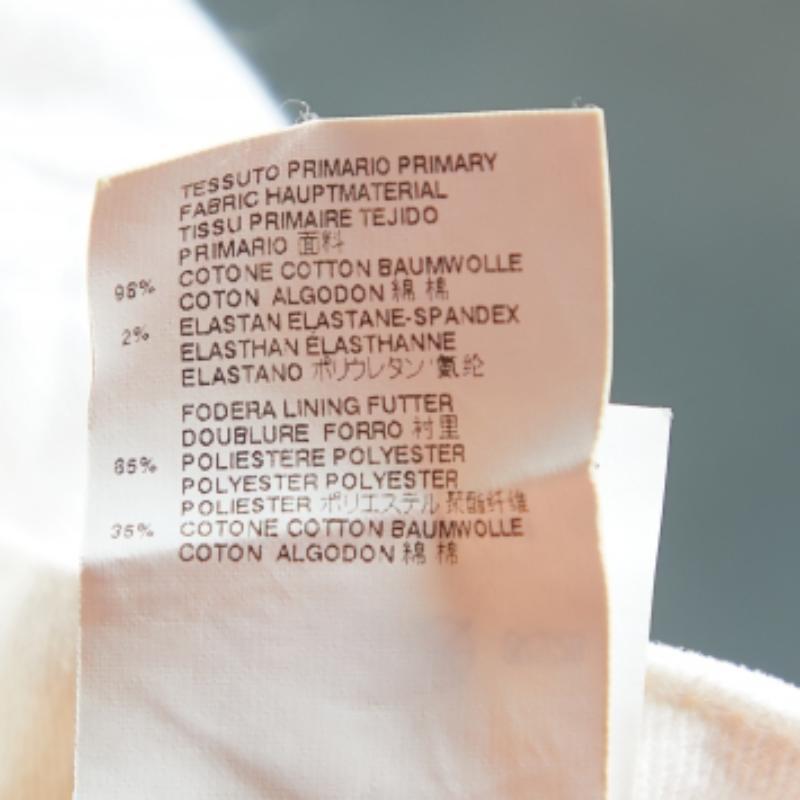 TESSUTO PRIMARIO PRIMARY
FABRIC HAUPTMATERIAL
TISSU PRIMAIRE TEJIDO
PRIMARIO 面料
98% COTONE COTTON BAUMWOLLE
COTON ALGODON 綿 棉
2% ELASTAN ELASTANE-SPANDEX
ELASTHAN ÉLASTHANNE
ELASTANO ポリウレタン 氨纶
FODERA LINING FUTTER
DOUBLURE FORRO 衬里
65% POLIESTERE POLYESTER
POLYESTER POLYESTER
POLIESTER ポリエステル 聚酯纤维
35% COTONE COTTON BAUMWOLLE
COTON ALGODON 綿 棉